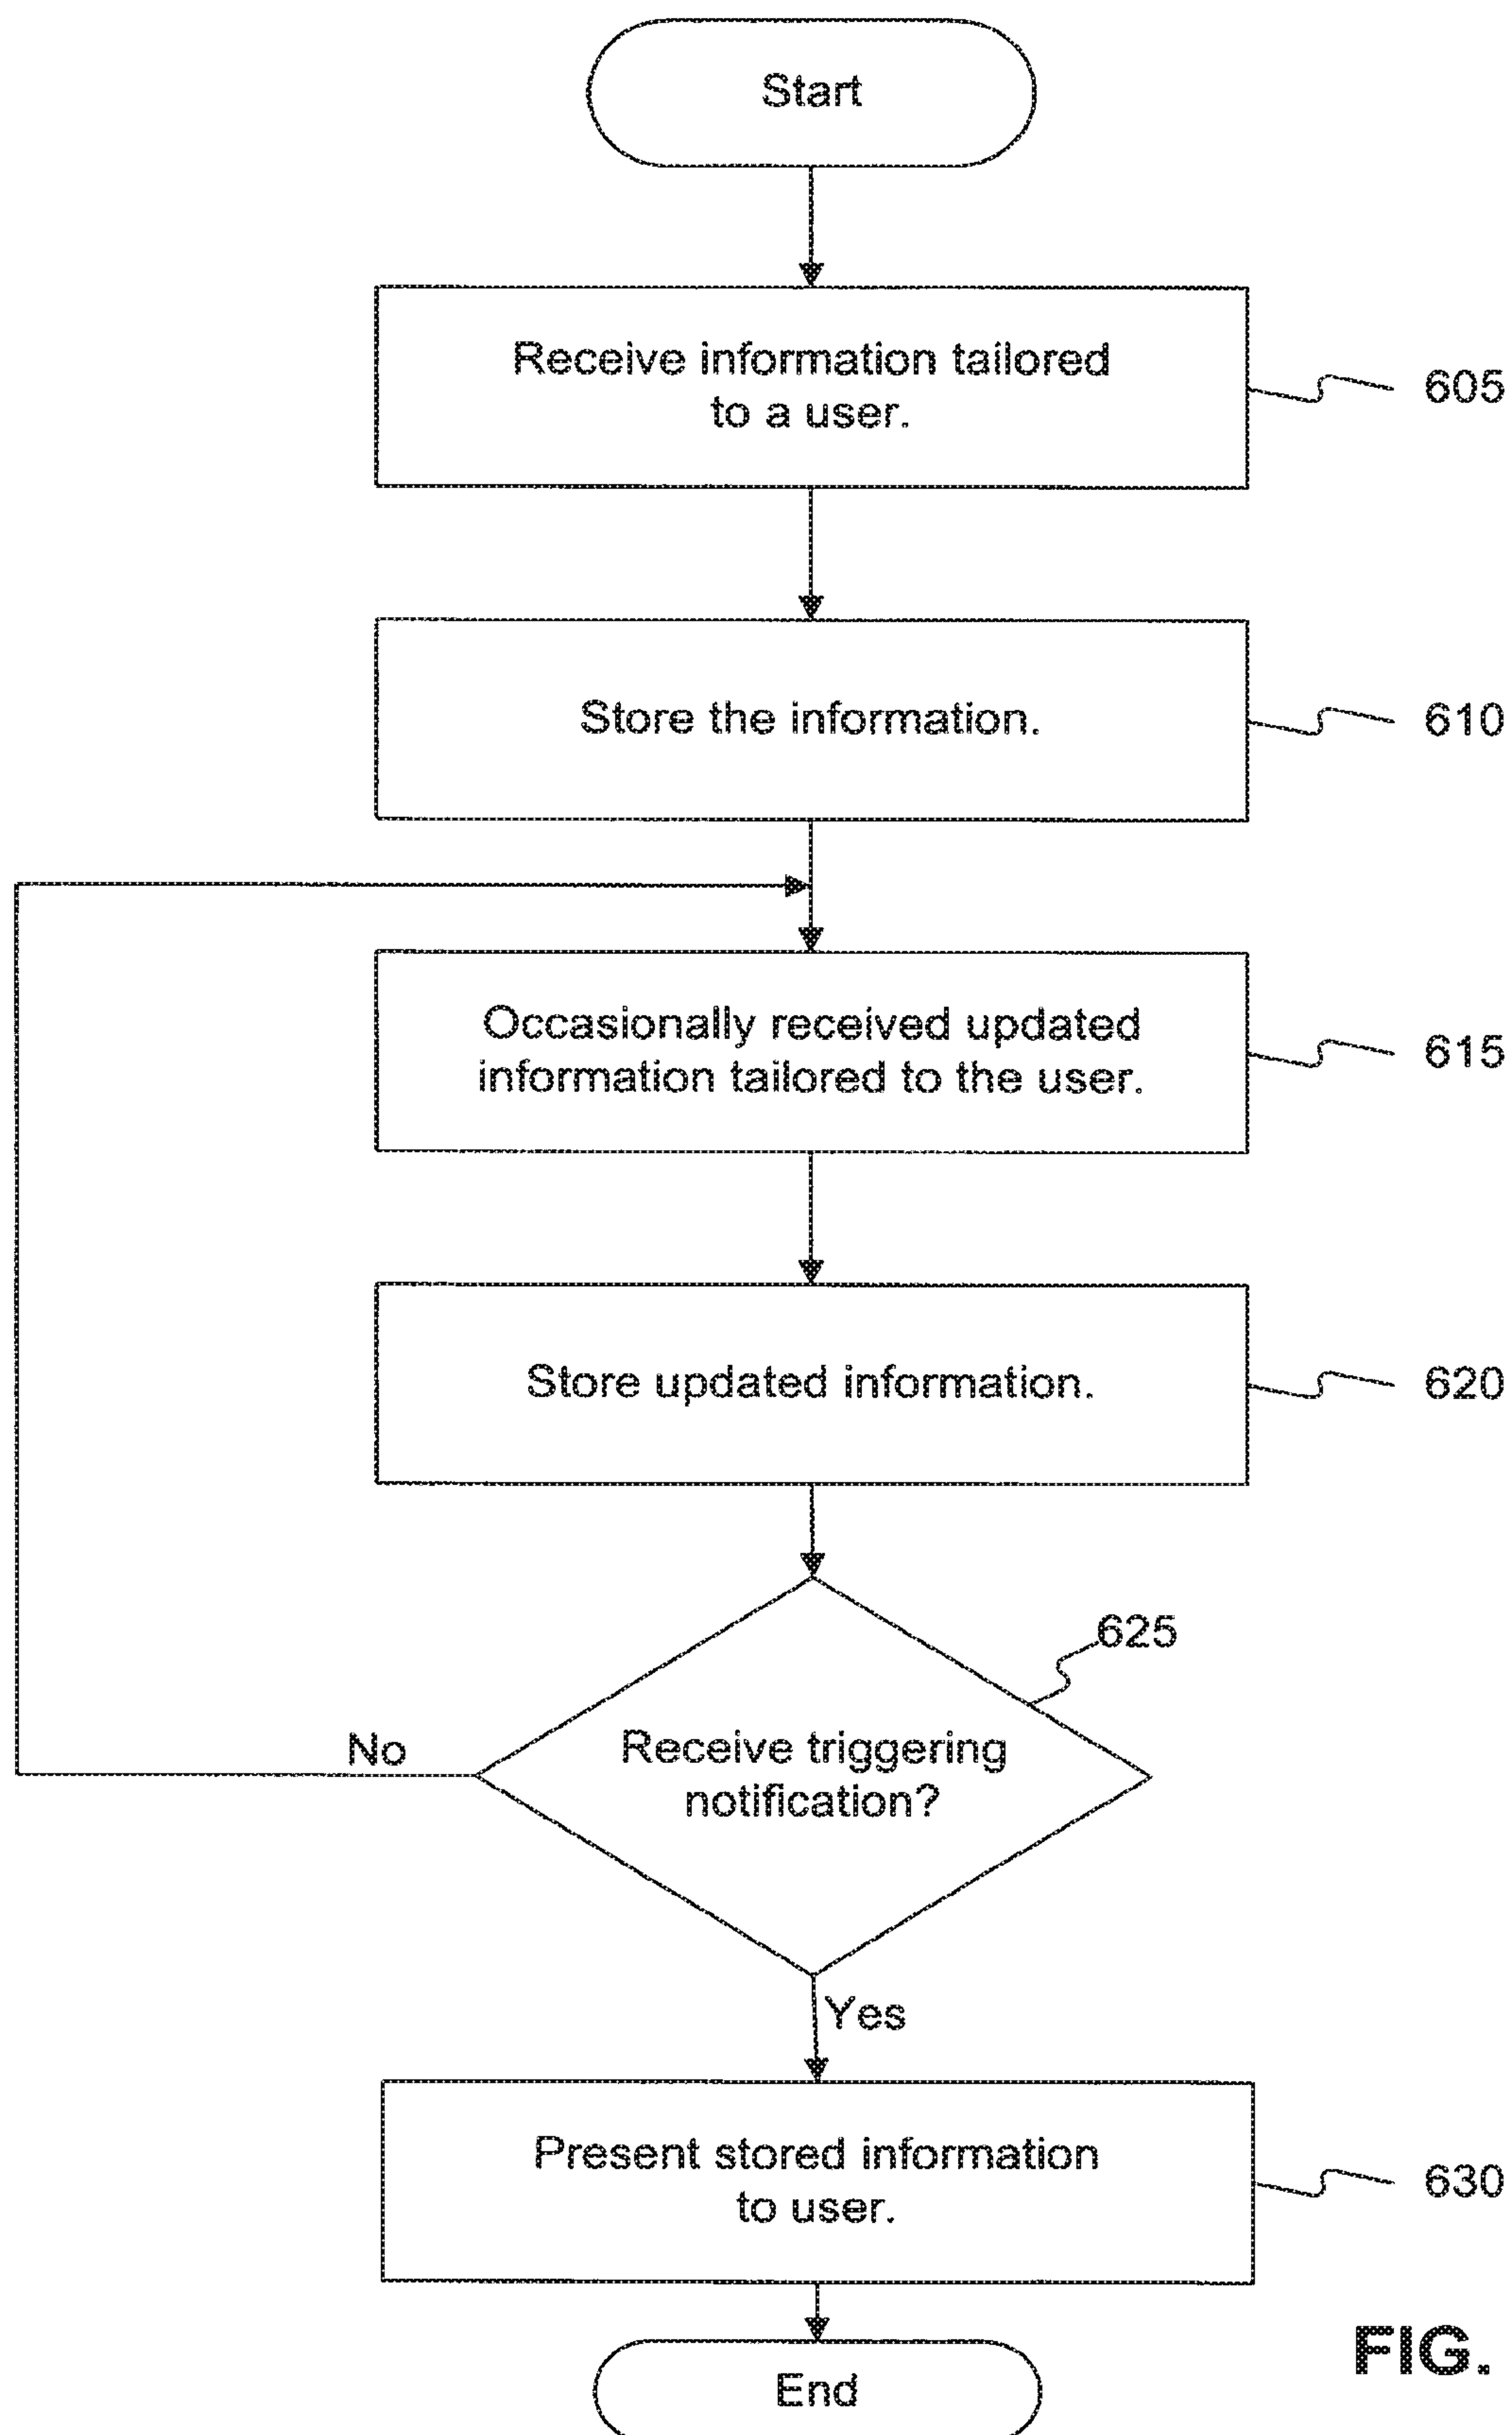 Start
Receive information tailored
to a user.
605
Store the information.
610
Occasionally received updated
information tailored to the user.
615
Store updated information.
620
625
Receive triggering
notification?
No
Yes
Present stored information
to user.
630
End
FIG.